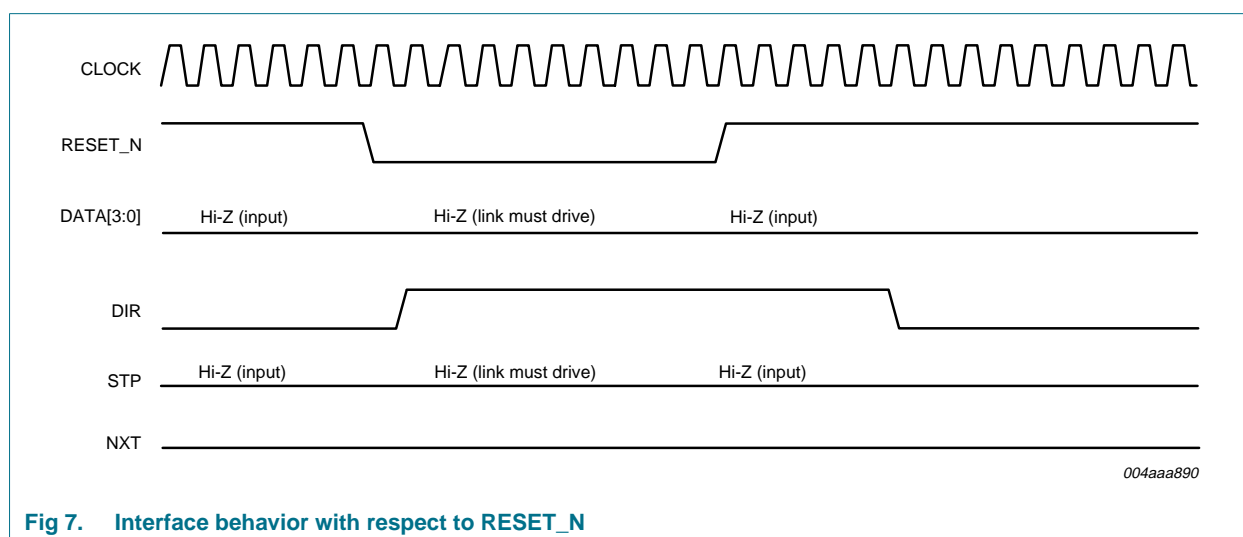 CLOCK
RESET_N
DATA[3:0] Hi-Z (input) Hi-Z (link must drive) Hi-Z (input)
DIR
STP Hi-Z (input) Hi-Z (link must drive) Hi-Z (input)
NXT
004aaa890
Fig 7. Interface behavior with respect to RESET_N